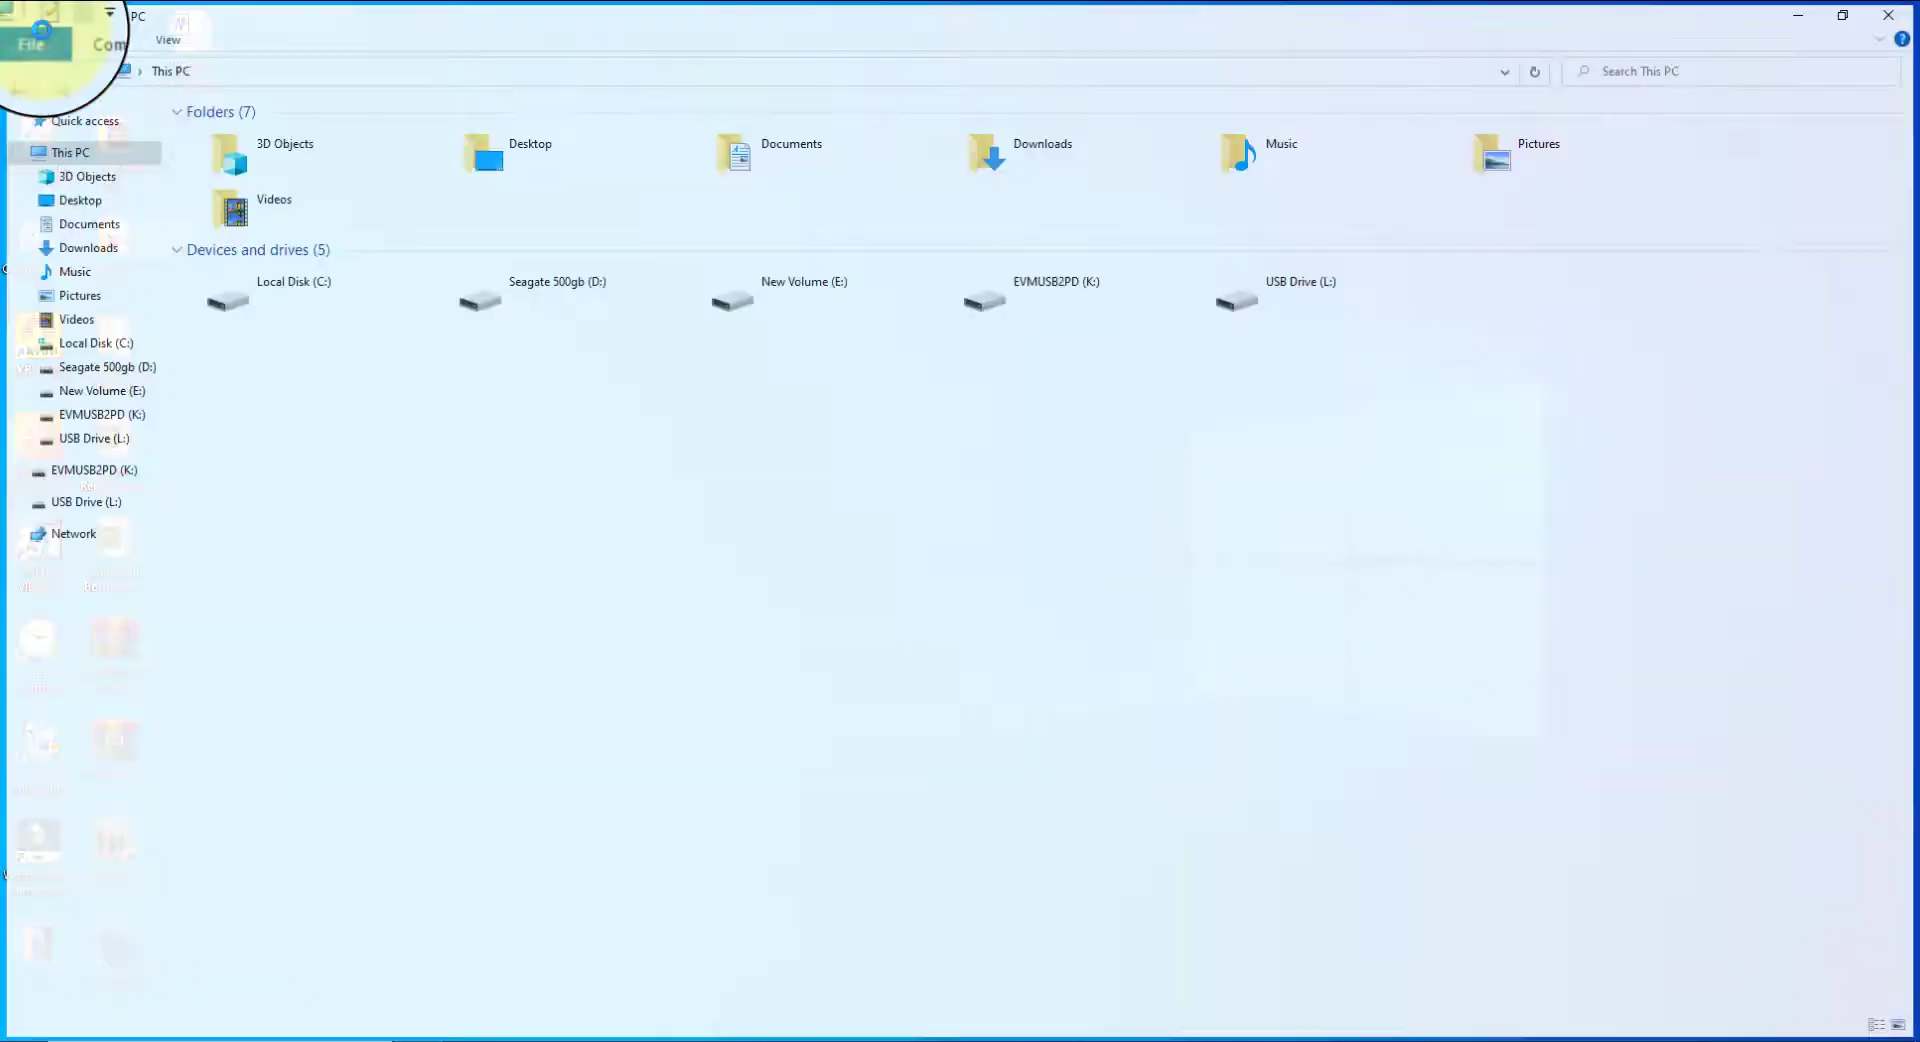 PC
File
Com
View
This PC
Search This PC
Quick access
This PC
3D Objects
Desktop
Documents
Downloads
Music
Pictures
Videos
Local Disk (C:)
Seagate 500gb (D:)
New Volume (E:)
EVMUSB2PD (K:)
USB Drive (L:)
EVMUSB2PD (K:)
USB Drive (L:)
Network
Folders (7)
3D Objects
Desktop
Documents
Downloads
Music
Pictures
Videos
Devices and drives (5)
Local Disk (C:)
Seagate 500gb (D:)
New Volume (E:)
EVMUSB2PD (K:)
USB Drive (L:)